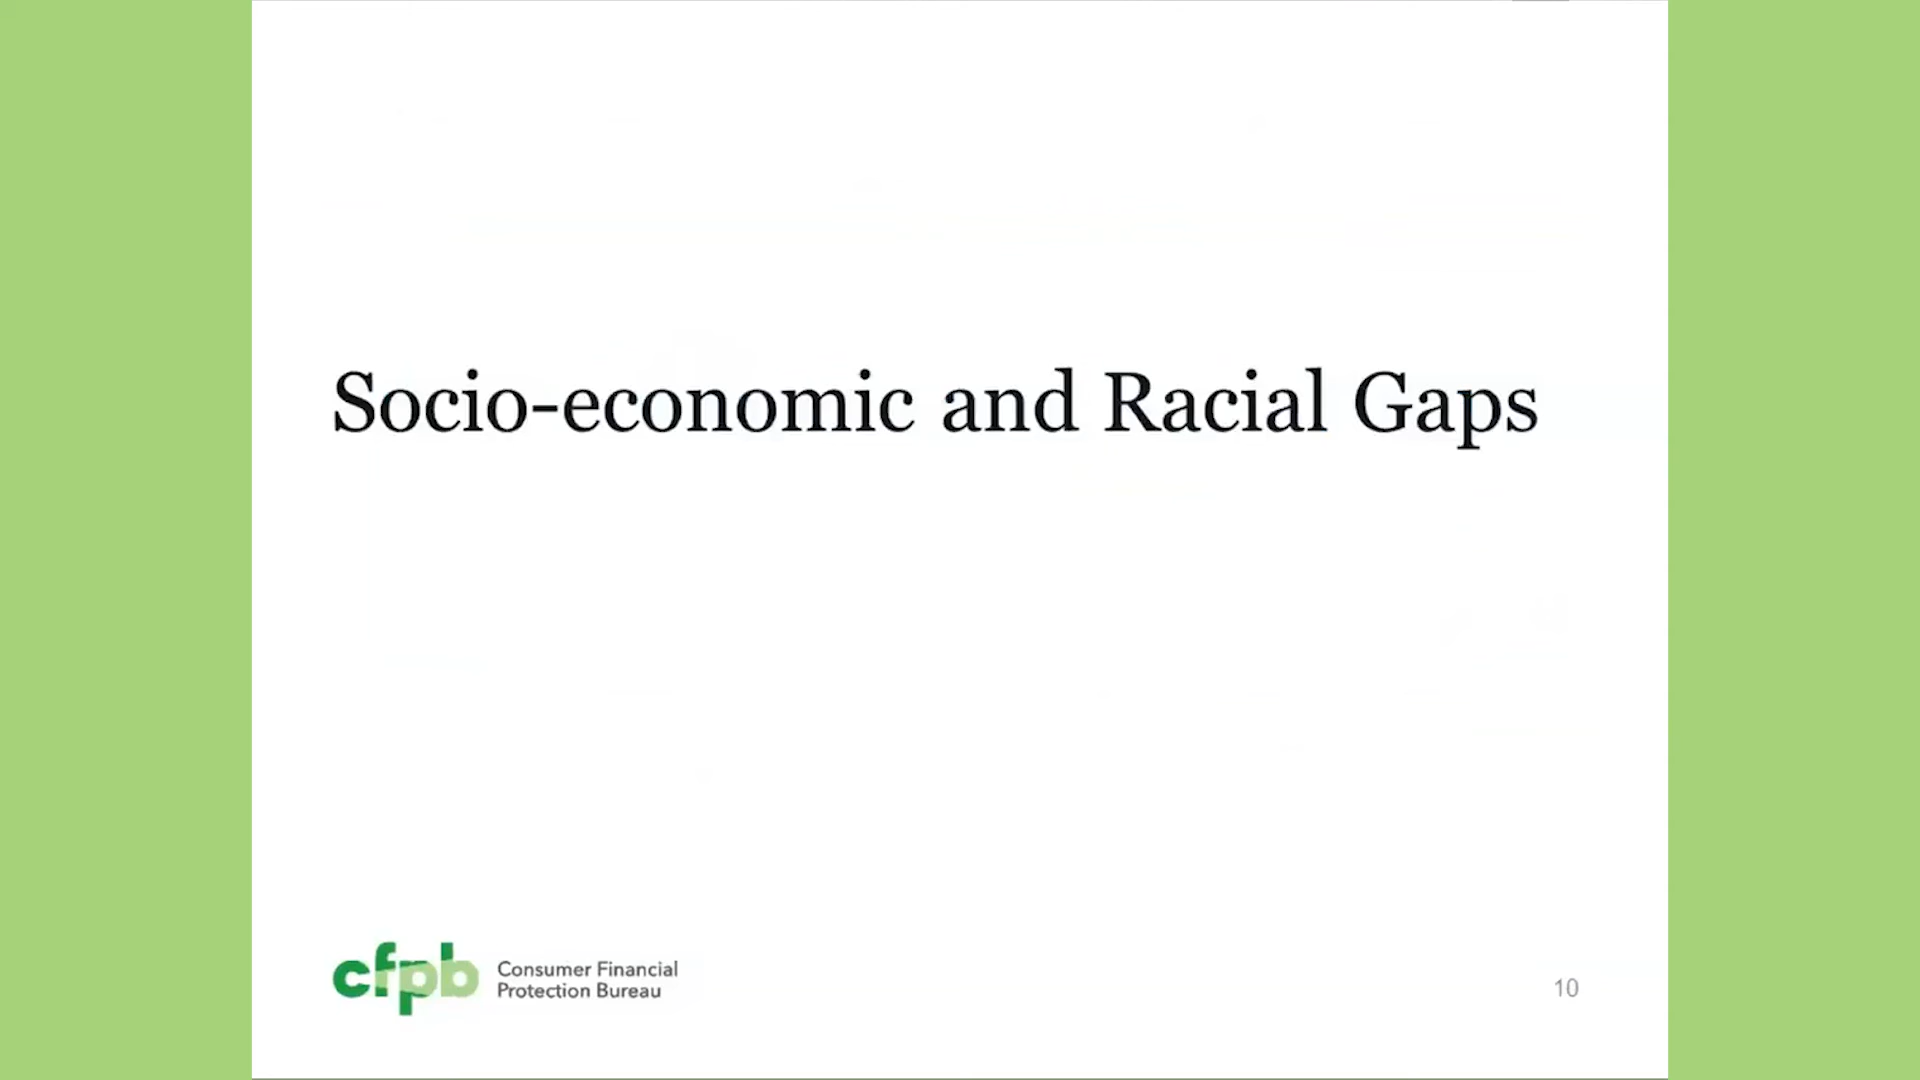 Socio-economic and Racial Gaps
cfpb
Consumer Financial
Protection Bureau
10